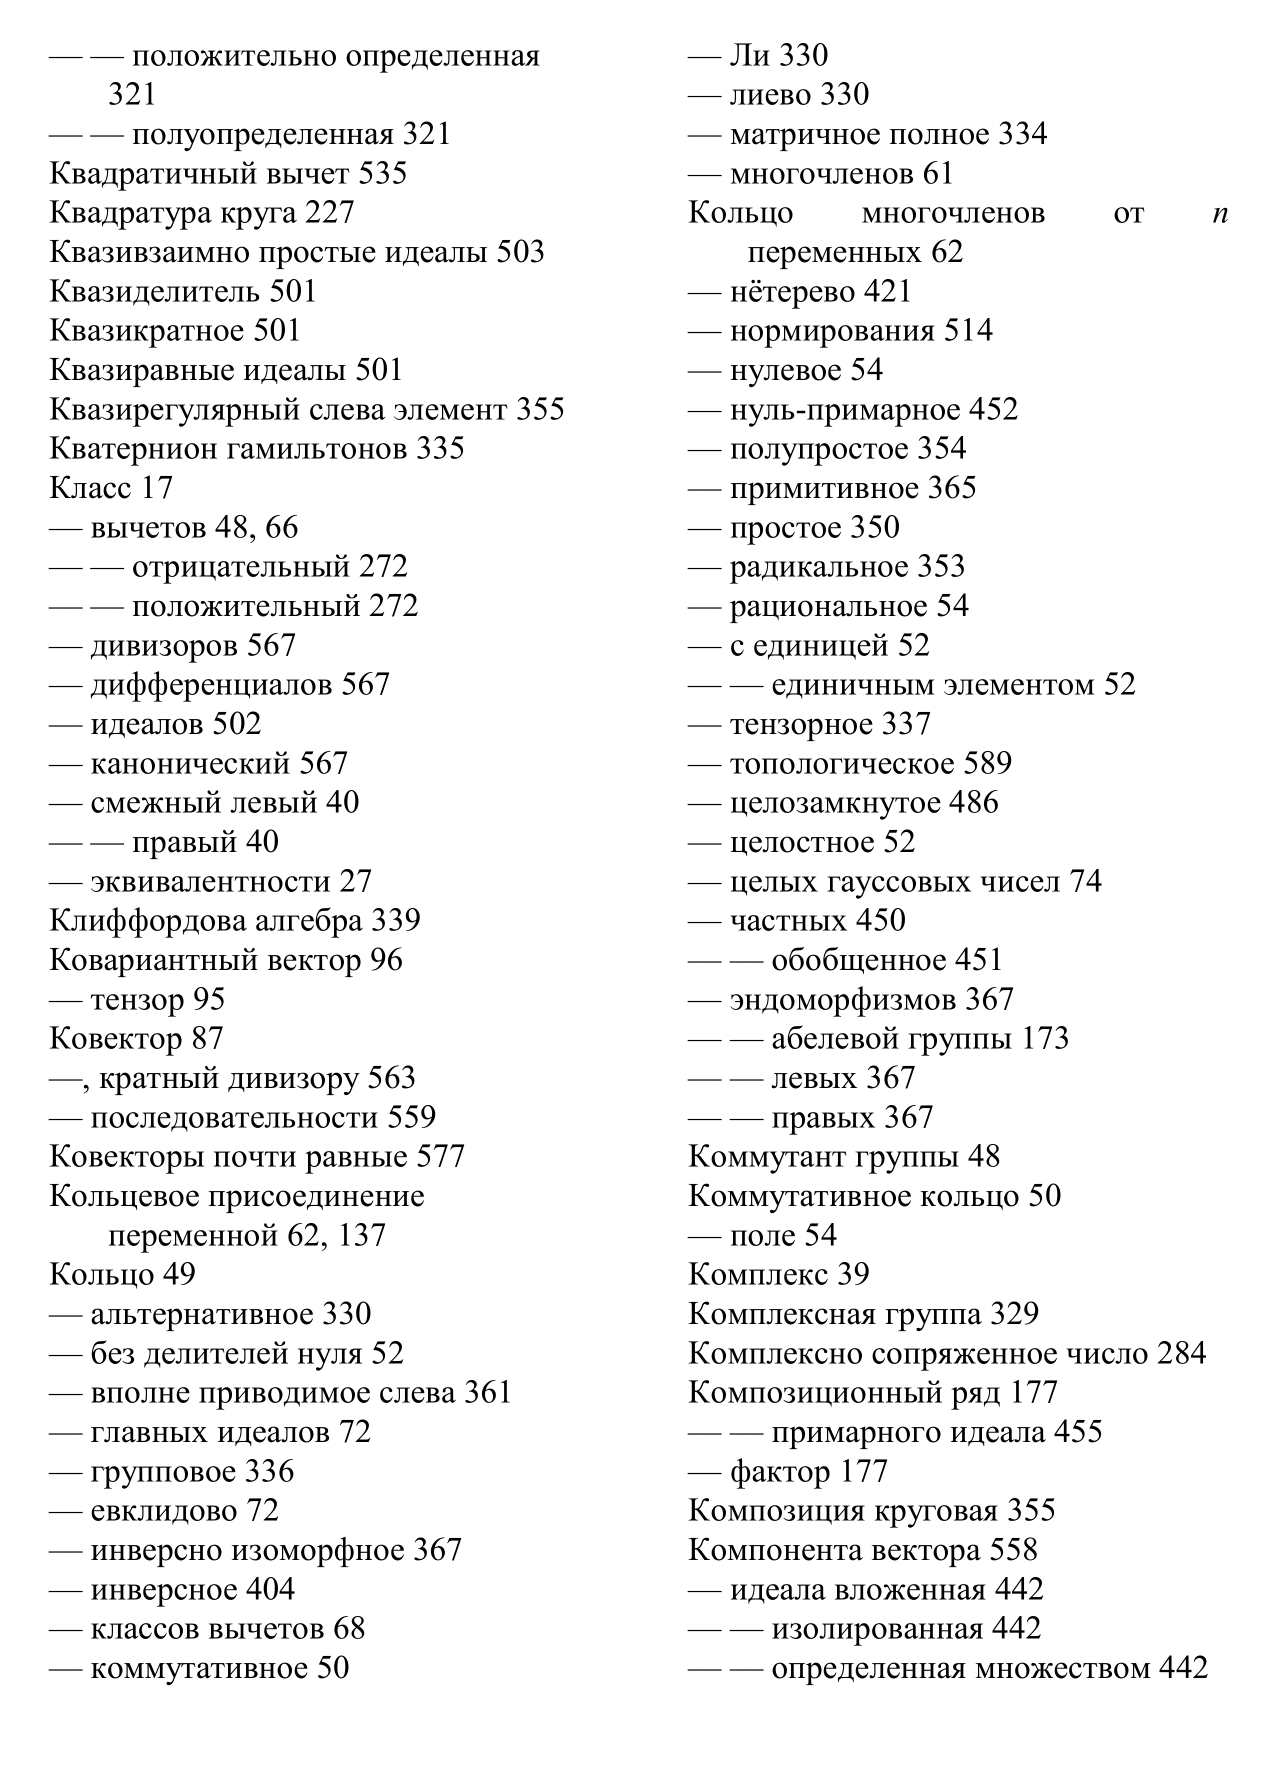 — — положительно определенная
321
— — полуопределенная 321
Квадратичный вычет 535
Квадратура круга 227
Квазивзаимно простые идеалы 503
Квазиделитель 501
Квазикратное 501
Квазиравные идеалы 501
Квазирегулярный слева элемент 355
Кватернион гамильтонов 335
Класс 17
— вычетов 48, 66
— — отрицательный 272
— — положительный 272
— дивизоров 567
— дифференциалов 567
— идеалов 502
— канонический 567
— смежный левый 40
— — правый 40
— эквивалентности 27
Клиффордова алгебра 339
Ковариантный вектор 96
— тензор 95
Ковектор 87
—, кратный дивизору 563
— последовательности 559
Ковекторы почти равные 577
Кольцевое присоединение
переменной 62, 137
Кольцо 49
— альтернативное 330
— без делителей нуля 52
— вполне приводимое слева 361
— главных идеалов 72
— групповое 336
— евклидово 72
— инверсно изоморфное 367
— инверсное 404
— классов вычетов 68
— коммутативное 50
— Ли 330
— лиево 330
— матричное полное 334
— многочленов 61
Кольцо многочленов от n
переменных 62
— нётерево 421
— нормирования 514
— нулевое 54
— нуль-примарное 452
— полупростое 354
— примитивное 365
— простое 350
— радикальное 353
— рациональное 54
— с единицей 52
— — единичным элементом 52
— тензорное 337
— топологическое 589
— целозамкнутое 486
— целостное 52
— целых гауссовых чисел 74
— частных 450
— — обобщенное 451
— эндоморфизмов 367
— — абелевой группы 173
— — левых 367
— — правых 367
Коммутант группы 48
Коммутативное кольцо 50
— поле 54
Комплекс 39
Комплексная группа 329
Комплексно сопряженное число 284
Композиционный ряд 177
— — примарного идеала 455
— фактор 177
Композиция круговая 355
Компонента вектора 558
— идеала вложенная 442
— — изолированная 442
— — определенная множеством 442